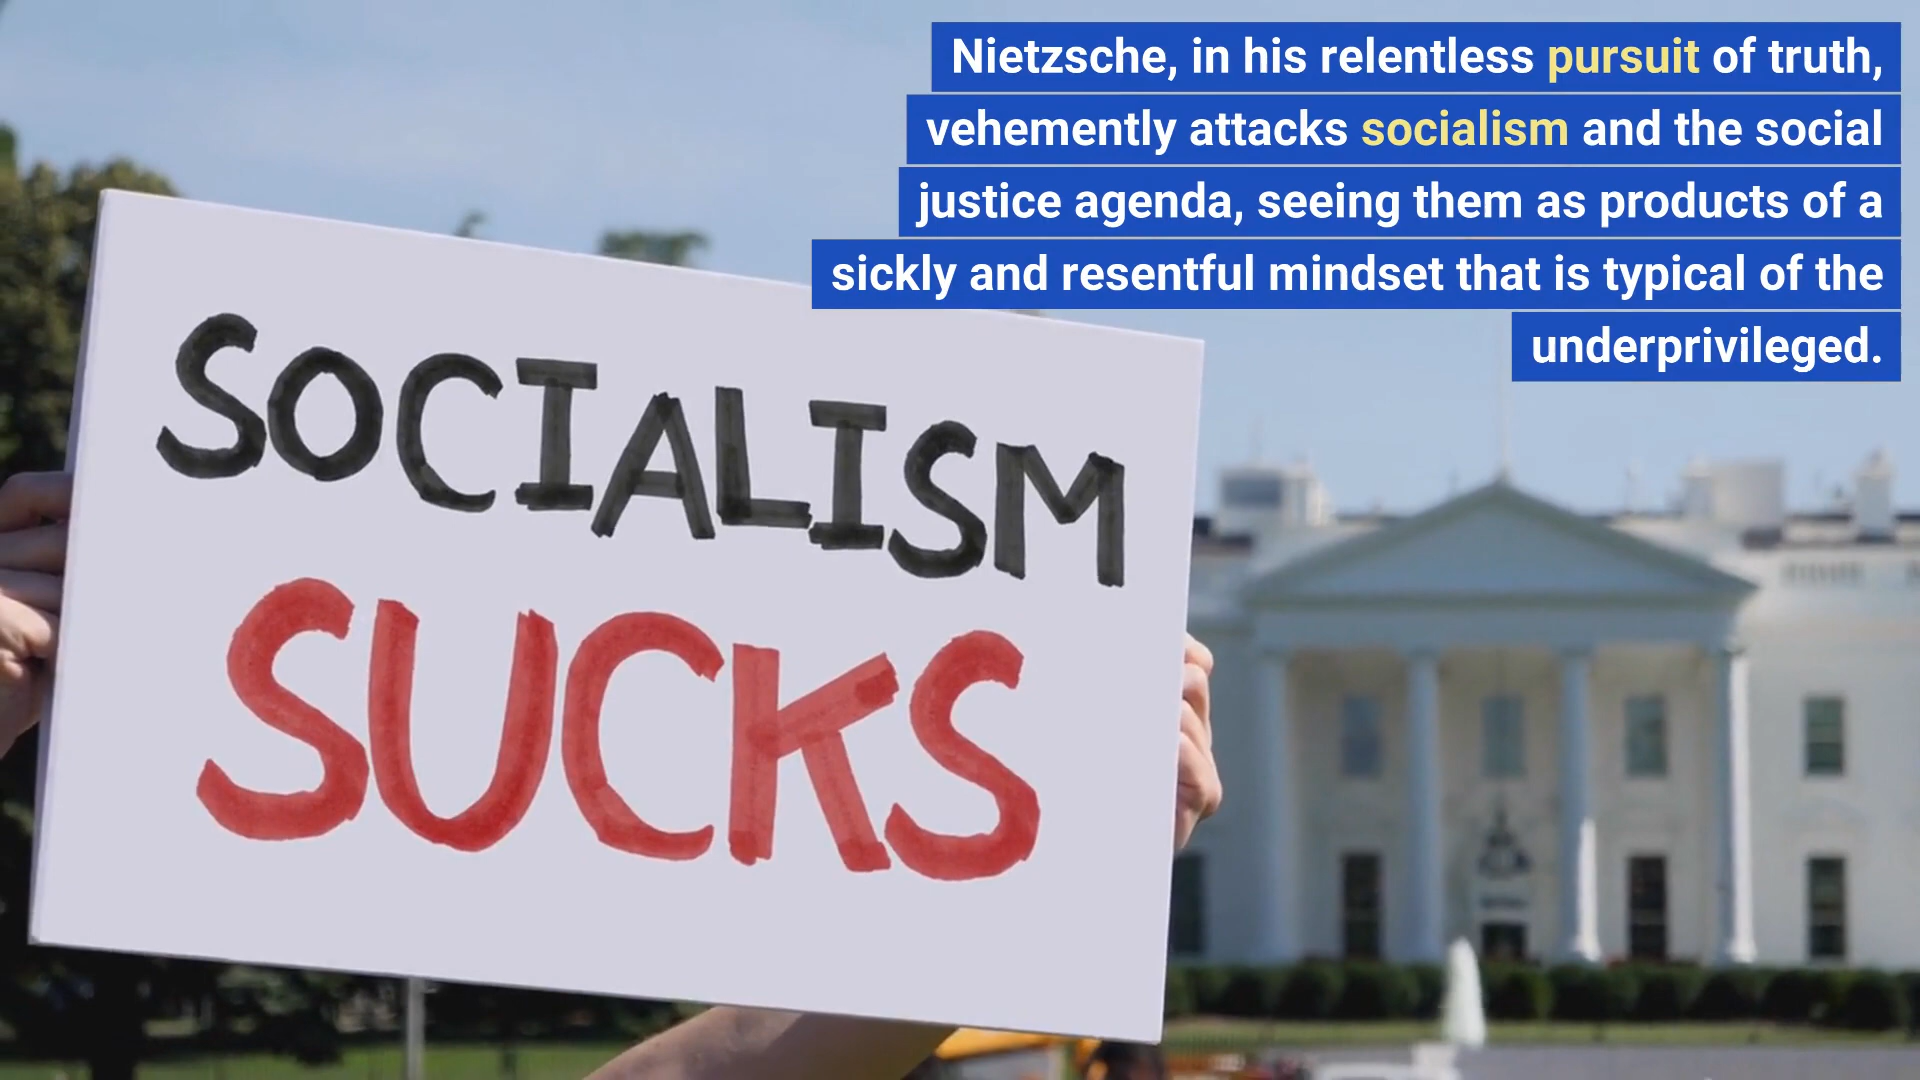 Nietzsche, in his relentless pursuit of truth,
vehemently attacks socialism and the social
justice agenda, seeing them as products of a
sickly and resentful mindset that is typical of the
underprivileged.
SOCIALISM
SUCKS